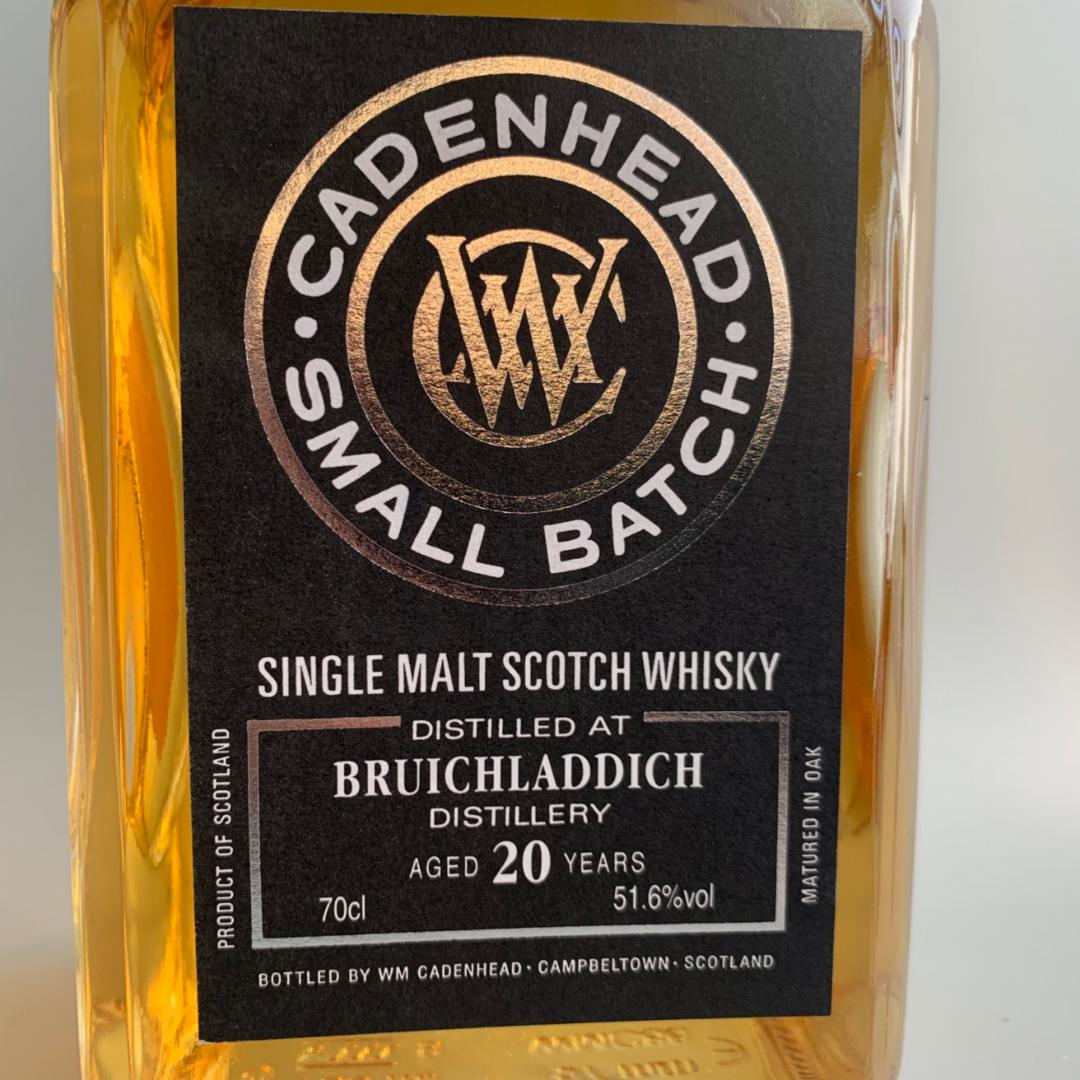 CADENHEAD
SMALL BATCH
WC
SINGLE MALT SCOTCH WHISKY
DISTILLED AT
BRUICHLADDICH
DISTILLERY
AGED 20 YEARS
70cl 51.6%vol
PRODUCT OF SCOTLAND
MATURED IN OAK
BOTTLED BY WM CADENHEAD · CAMPBELTOWN · SCOTLAND